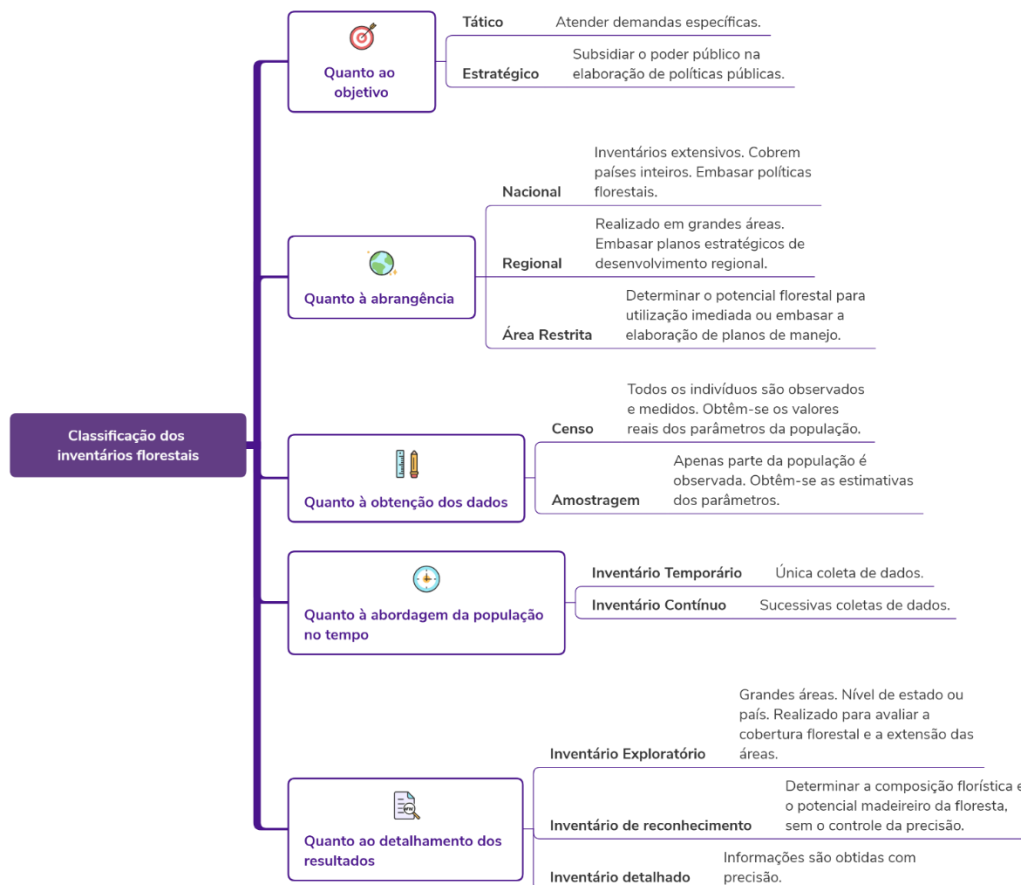 Classificação dos
inventários florestais
Quanto ao
objetivo
Tático
Atender demandas específicas.
Estratégico
Subsidiar o poder público na
elaboração de políticas públicas.
Quanto à abrangência
Nacional
Inventários extensivos. Cobrem
países inteiros. Embasar políticas
florestais.
Regional
Realizado em grandes áreas.
Embasar planos estratégicos de
desenvolvimento regional.
Área Restrita
Determinar o potencial florestal para
utilização imediada ou embasar a
elaboração de planos de manejo.
Quanto à obtenção dos dados
Censo
Todos os indivíduos são observados
e medidos. Obtêm-se os valores
reais dos parâmetros da população.
Amostragem
Apenas parte da população é
observada. Obtêm-se as estimativas
dos parâmetros.
Quanto à abordagem da população
no tempo
Inventário Temporário
Única coleta de dados.
Inventário Contínuo
Sucessivas coletas de dados.
Quanto ao detalhamento dos
resultados
Inventário Exploratório
Grandes áreas. Nível de estado ou
país. Realizado para avaliar a
cobertura florestal e a extensão das
áreas.
Inventário de reconhecimento
Determinar a composição florística e
o potencial madeireiro da floresta,
sem o controle da precisão.
Inventário detalhado
Informações são obtidas com
precisão.